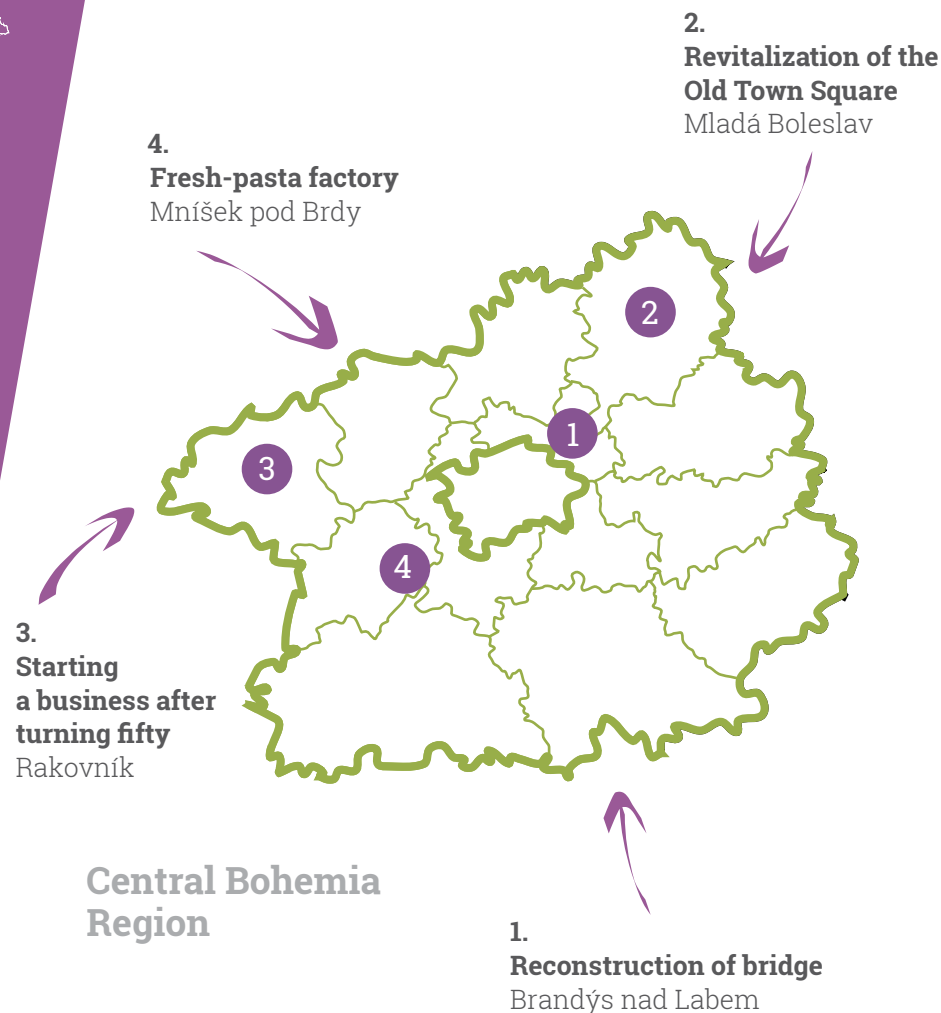 2.
Revitalization of the
Old Town Square
Mladá Boleslav
4.
Fresh-pasta factory
Mníšek pod Brdy
2
1
3
4
3.
Starting
a business after
turning fifty
Rakovník
Central Bohemia
Region
1.
Reconstruction of bridge
Brandýs nad Labem